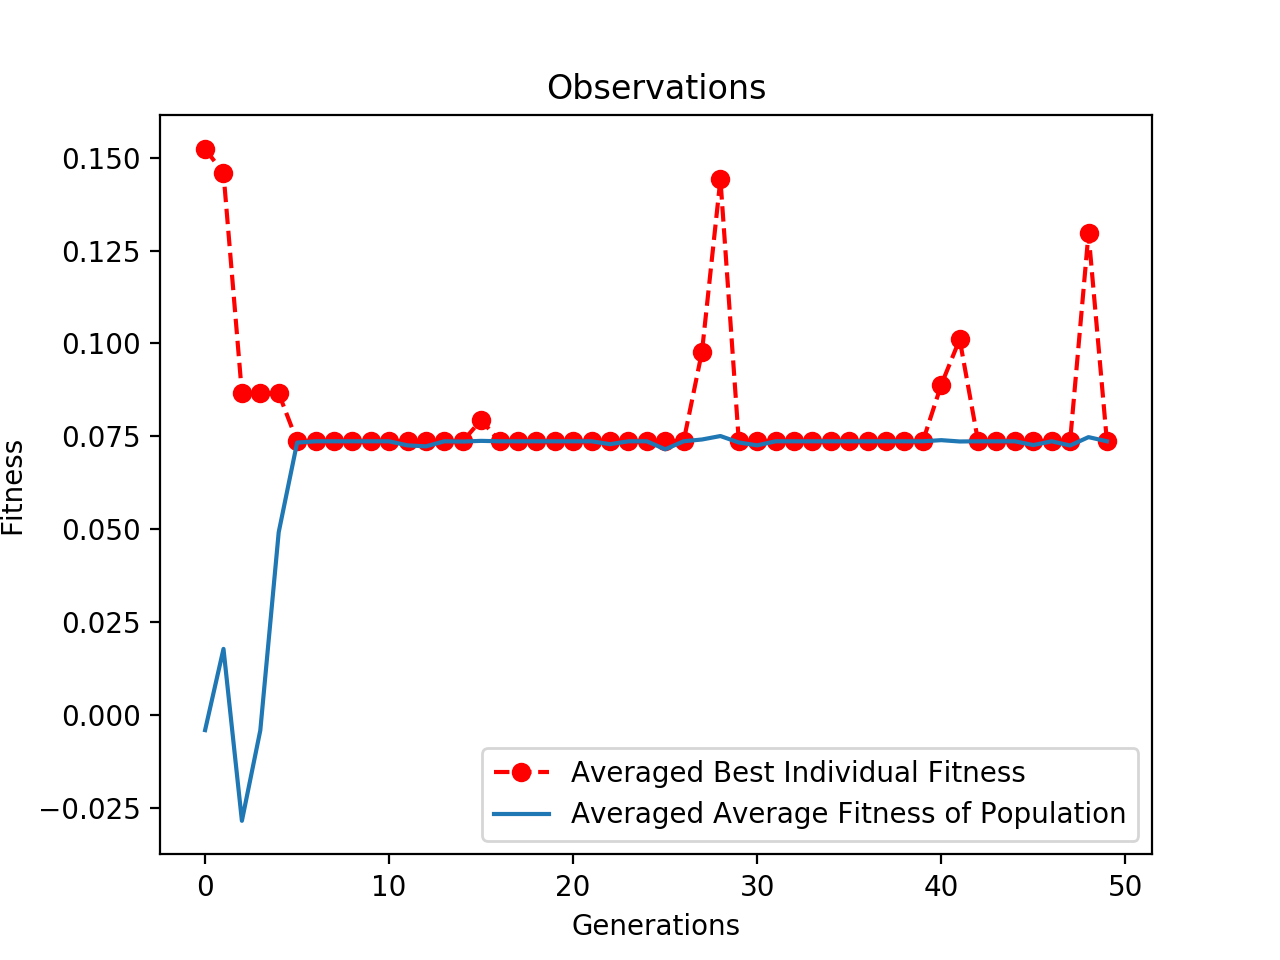 Observations
0.150
0.125
0.100
0.075
0.050
0.025
0.000
−0.025
Fitness
0 10 20 30 40 50
Generations
Averaged Best Individual Fitness
Averaged Average Fitness of Population